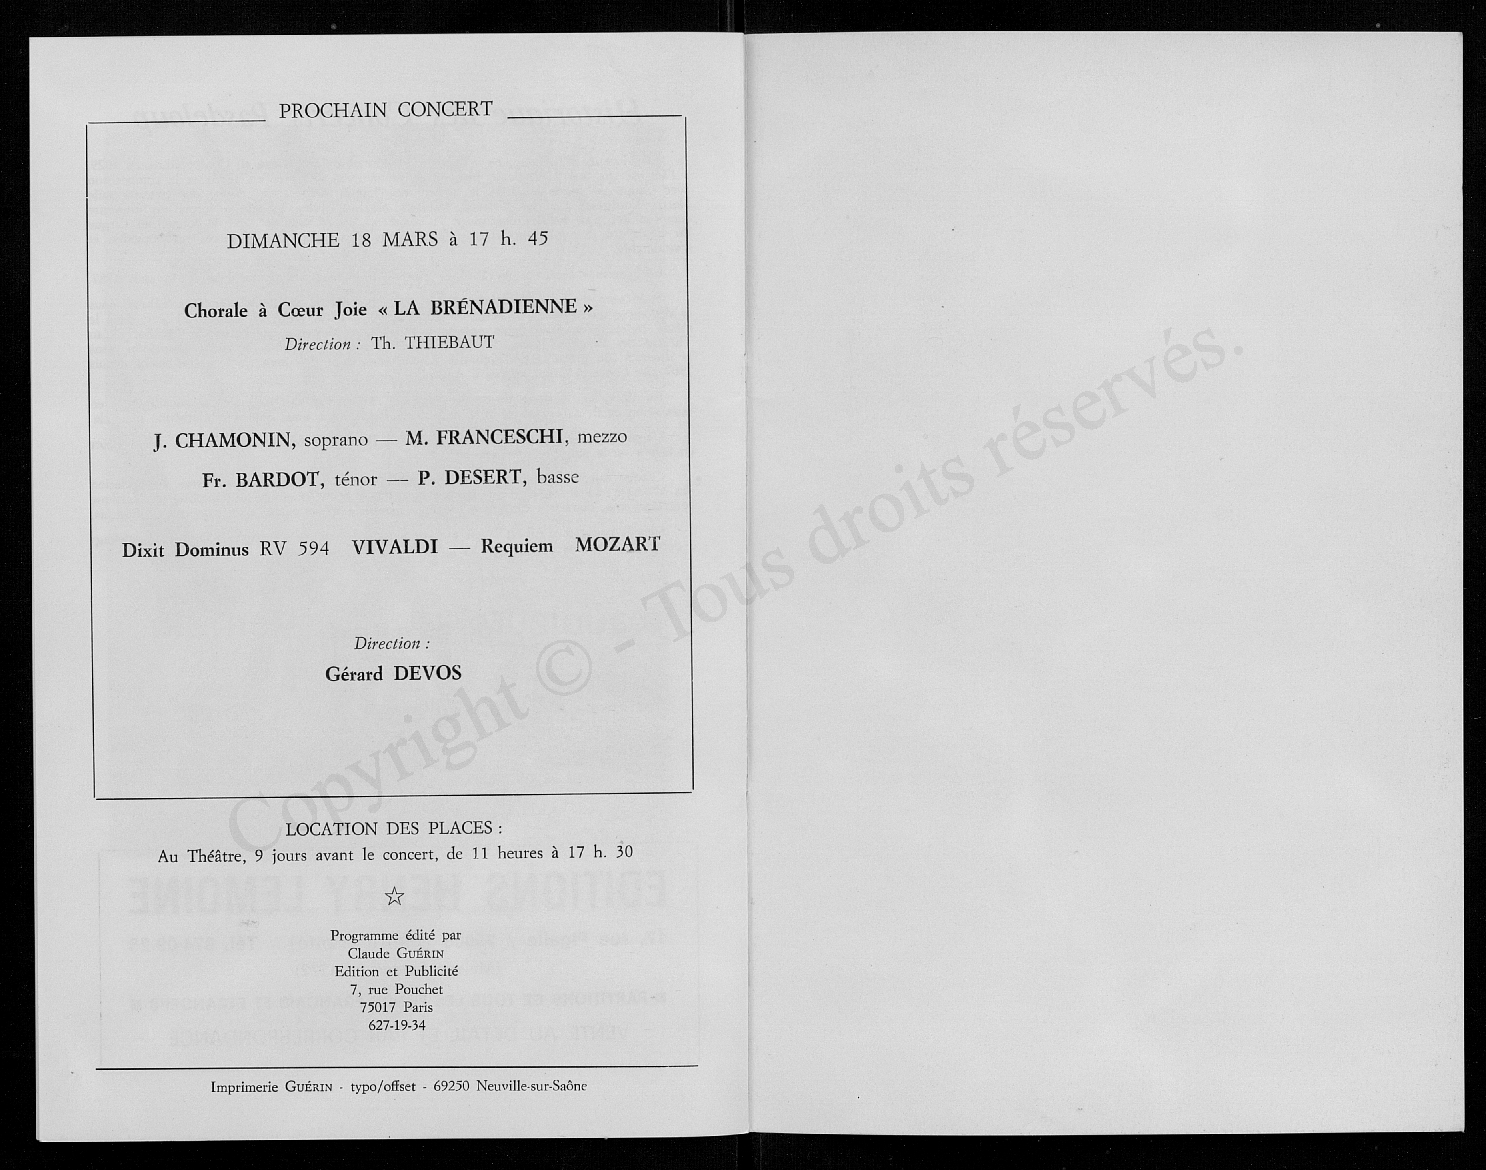 PROCHAIN CONCERT
DIMANCHE 18 MARS à 17 h. 45
Chorale à Cœur Joie « LA BRÉNADIENNE »
Direction : Th. THIEBAUT
J. CHAMONIN, soprano — M. FRANCESCHI, mezzo
Fr. BARDOT, ténor — P. DESERT, basse
Dixit Dominus RV 594 VIVALDI — Requiem MOZART
Direction :
Gérard DEVOS
LOCATION DES PLACES :
Au Théâtre, 9 jours avant le concert, de 11 heures à 17 h. 30
Programme édité par
Claude GUÉRIN
Edition et Publicité
7, rue Pouchet
75017 Paris
627-19-34
Imprimerie GUÉRIN - typo/offset - 69250 Neuville-sur-Saône
Copyright © - Tous droits réservés.
EDITIONS HENRY LEMOINE